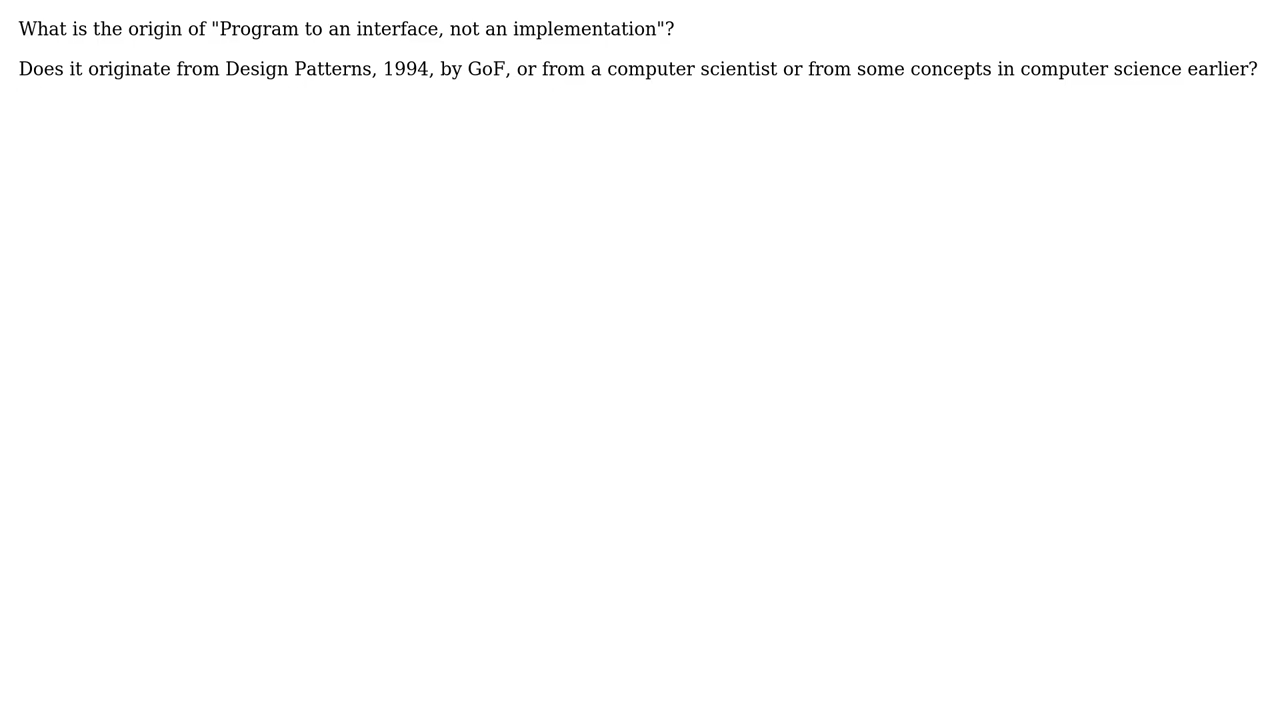 What is the origin of "Program to an interface, not an implementation"?
Does it originate from Design Patterns, 1994, by GoF, or from a computer scientist or from some concepts in computer science earlier?